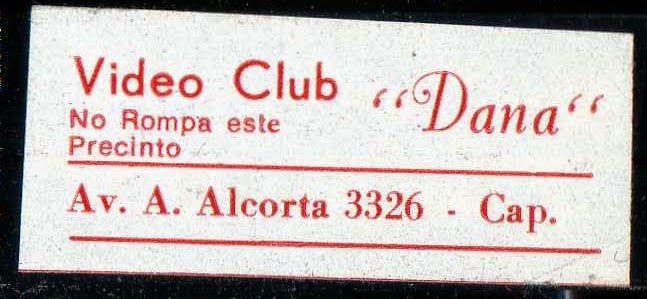 Video Club “Dana“
No Rompa este
Precinto
Av. A. Alcorta 3326 - Cap.